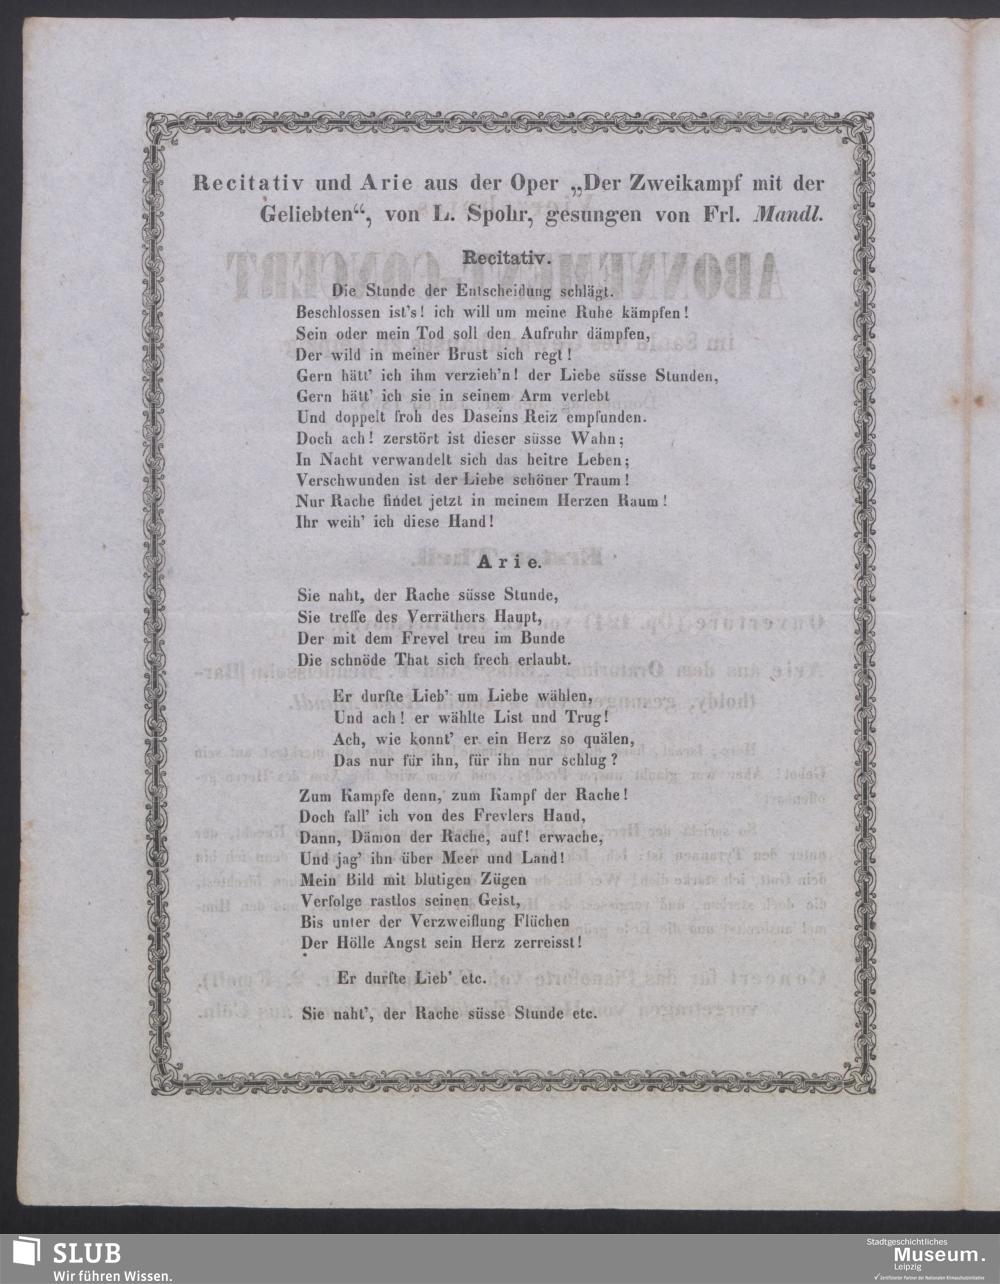 Recitativ und Arie aus der Oper „Der Zweikampf mit der
Geliebten“, von L. Spohr, gesungen von Frl. Mandl.
Recitativ.
Die Stunde der Entscheidung schlägt.
Beschlossen ist's! ich will um meine Ruhe kämpfen!
Sein oder mein Tod soll den Aufruhr dämpfen,
Der wild in meiner Brust sich regt!
Gern hätt' ich ihm verzieh'n! der Liebe süsse Stunden,
Gern hätt' ich sie in seinem Arm verlebt
Und doppelt froh des Daseins Reiz empfunden.
Doch ach! zerstört ist dieser süsse Wahn;
In Nacht verwandelt sich das heitre Leben;
Verschwunden ist der Liebe schöner Traum!
Nur Rache findet jetzt in meinem Herzen Raum!
Ihr weih' ich diese Hand!
Arie.
Sie naht, der Rache süsse Stunde,
Sie treffe des Verräthers Haupt,
Der mit dem Frevel treu im Bunde
Die schnöde That sich frech erlaubt.
Er durfte Lieb' um Liebe wählen,
Und ach! er wählte List und Trug!
Ach, wie konnt' er ein Herz so quälen,
Das nur für ihn, für ihn nur schlug?
Zum Kampfe denn, zum Kampf der Rache!
Doch fall' ich von des Frevlers Hand,
Dann, Dämon der Rache, auf! erwache,
Und jag' ihn über Meer und Land!
Mein Bild mit blutigen Zügen
Verfolge rastlos seinen Geist,
Bis unter der Verzweiflung Flüchen
Der Hölle Angst sein Herz zerreisst!
Er durfte Lieb' etc.
Sie naht', der Rache süsse Stunde etc.
SLUB
Wir führen Wissen.
Stadtgeschichtliches
Museum.
Leipzig
Zertifizierter Partner der Nationalen Klimaschutzinitiative